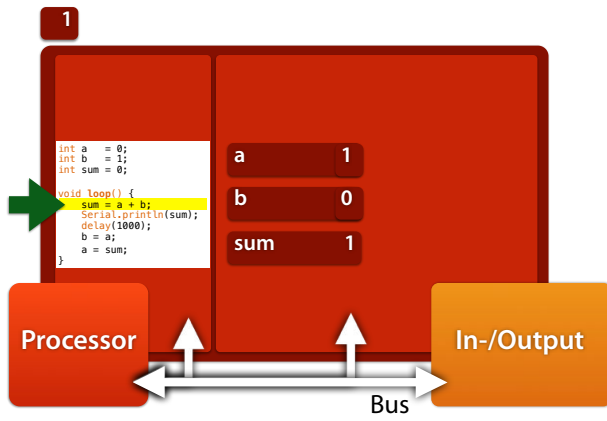 1
int a   = 0;
int b   = 1;
int sum = 0;
void loop() {
    sum = a + b;
    Serial.println(sum);
    delay(1000);
    b = a;
    a = sum;
}
a 1
b 0
sum 1
Processor
In-/Output
Bus